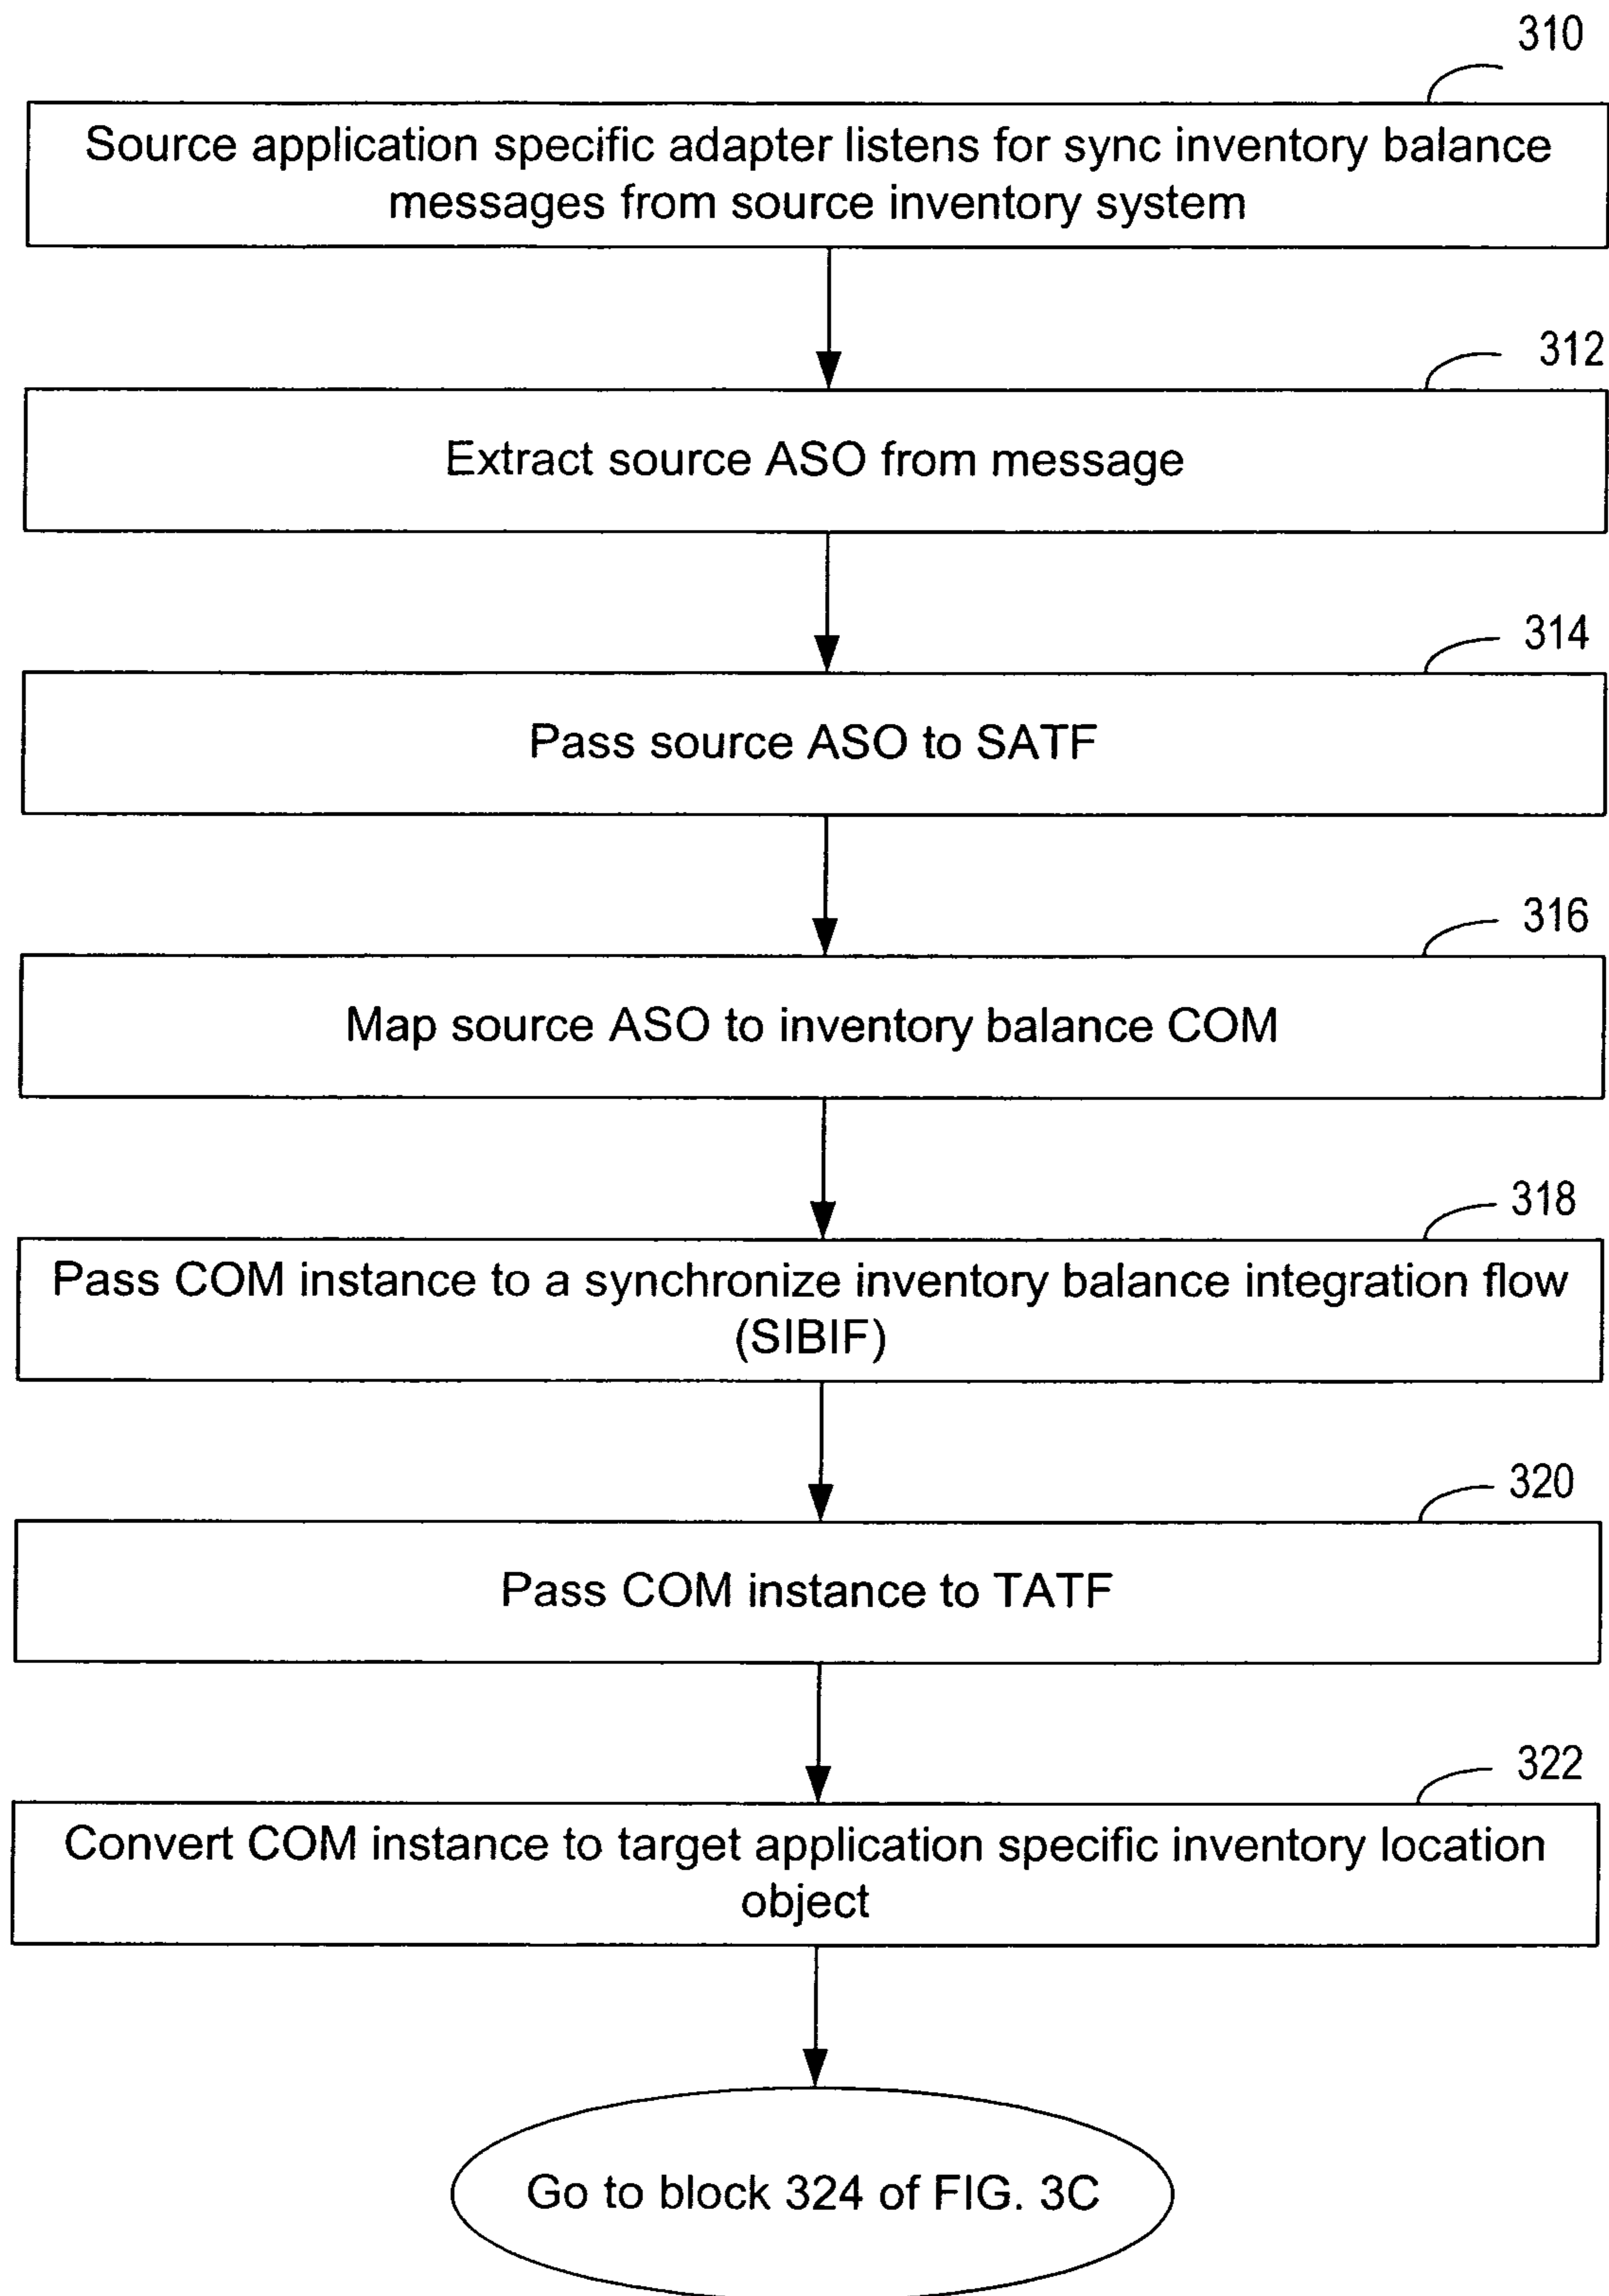 310
Source application specific adapter listens for sync inventory balance
messages from source inventory system
312
Extract source ASO from message
314
Pass source ASO to SATF
316
Map source ASO to inventory balance COM
318
Pass COM instance to a synchronize inventory balance integration flow
(SIBIF)
320
Pass COM instance to TATF
322
Convert COM instance to target application specific inventory location
object
Go to block 324 of FIG. 3C